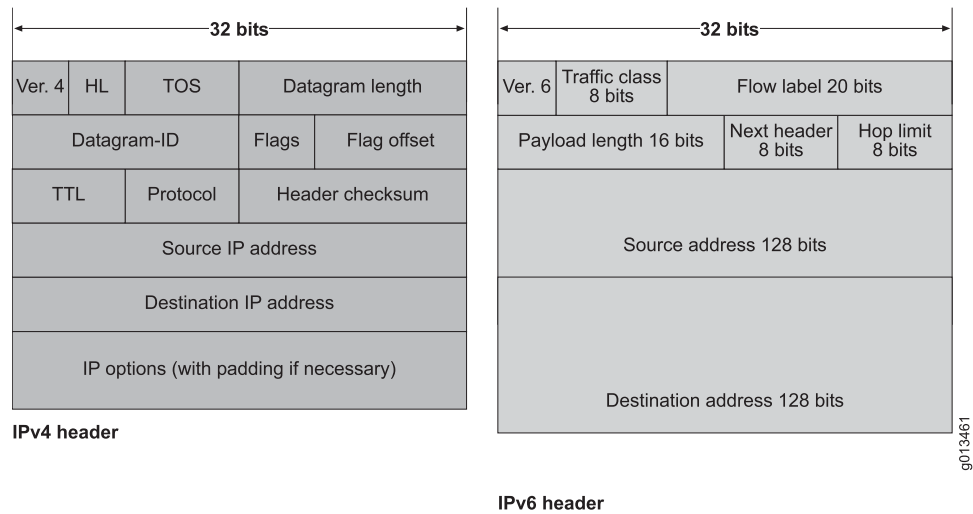 32 bits
Ver. 4 HL TOS Datagram length
Datagram-ID Flags Flag offset
TTL Protocol Header checksum
Source IP address
Destination IP address
IP options (with padding if necessary)
IPv4 header
32 bits
Ver. 6 Traffic class 8 bits Flow label 20 bits
Payload length 16 bits Next header 8 bits Hop limit 8 bits
Source address 128 bits
Destination address 128 bits
IPv6 header
g013461